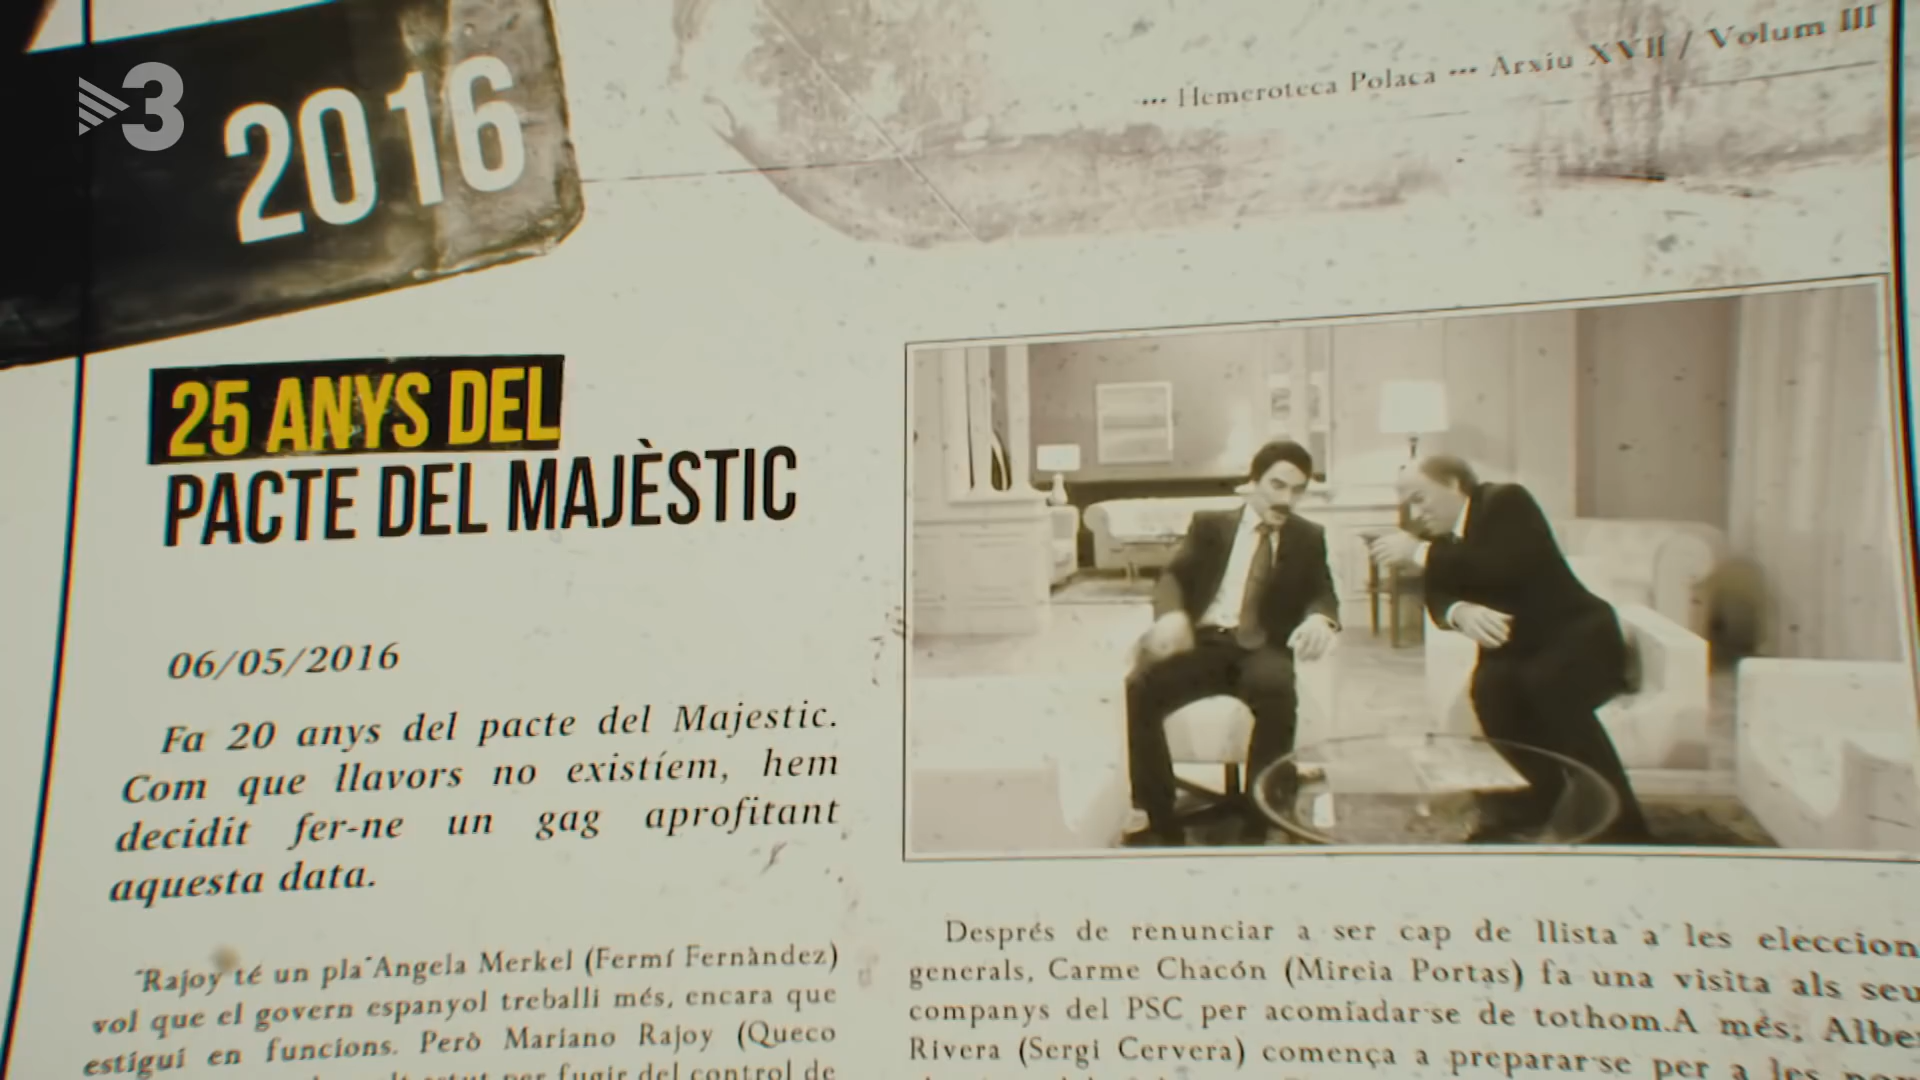 3
2016
... Hemeroteca Polaca ... Arxiu XVII / Volum III
25 ANYS DEL
PACTE DEL MAJÈSTIC
06/05/2016
Fa 20 anys del pacte del Majestic.
Com que llavors no existíem, hem
decidit fer-ne un gag aprofitant
aquesta data.
"Rajoy té un pla" Angela Merkel (Fermí Fernàndez)
vol que el govern espanyol treballi més, encara que
estigui en funcions. Però Mariano Rajoy (Queco
per fugir del control de
Després de renunciar a ser cap de llista a les eleccion
generals, Carme Chacón (Mireia Portas) fa una visita als seu
companys del PSC per acomiadar-se de tothom.A més, Albe
Rivera (Sergi Cervera) comença a preparar-se per a les